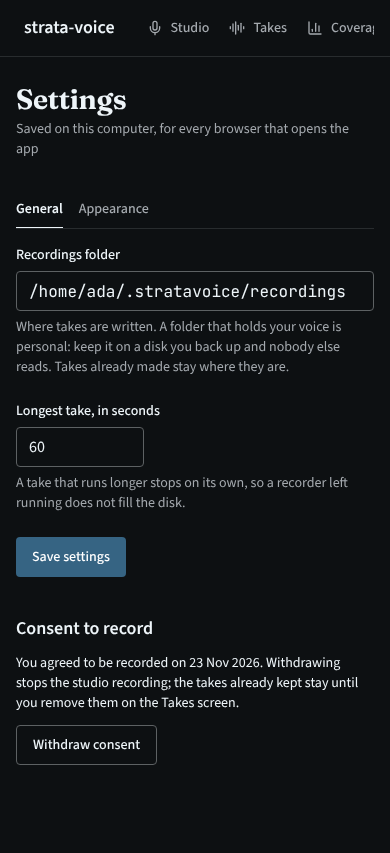 strata-voice
Studio
Takes
Settings
Saved on this computer, for every browser that opens the
app
General
Appearance
Recordings folder
/home/ada/.stratavoice/recordings
Where takes are written. A folder that holds your voice is
personal: keep it on a disk you back up and nobody else
reads. Takes already made stay where they are.
Longest take, in seconds
60
A take that runs longer stops on its own, so a recorder left
running does not fill the disk.
Save settings
Consent to record
You agreed to be recorded on 23 Nov 2026. Withdrawing
stops the studio recording; the takes already kept stay until
you remove them on the Takes screen.
Withdraw consent